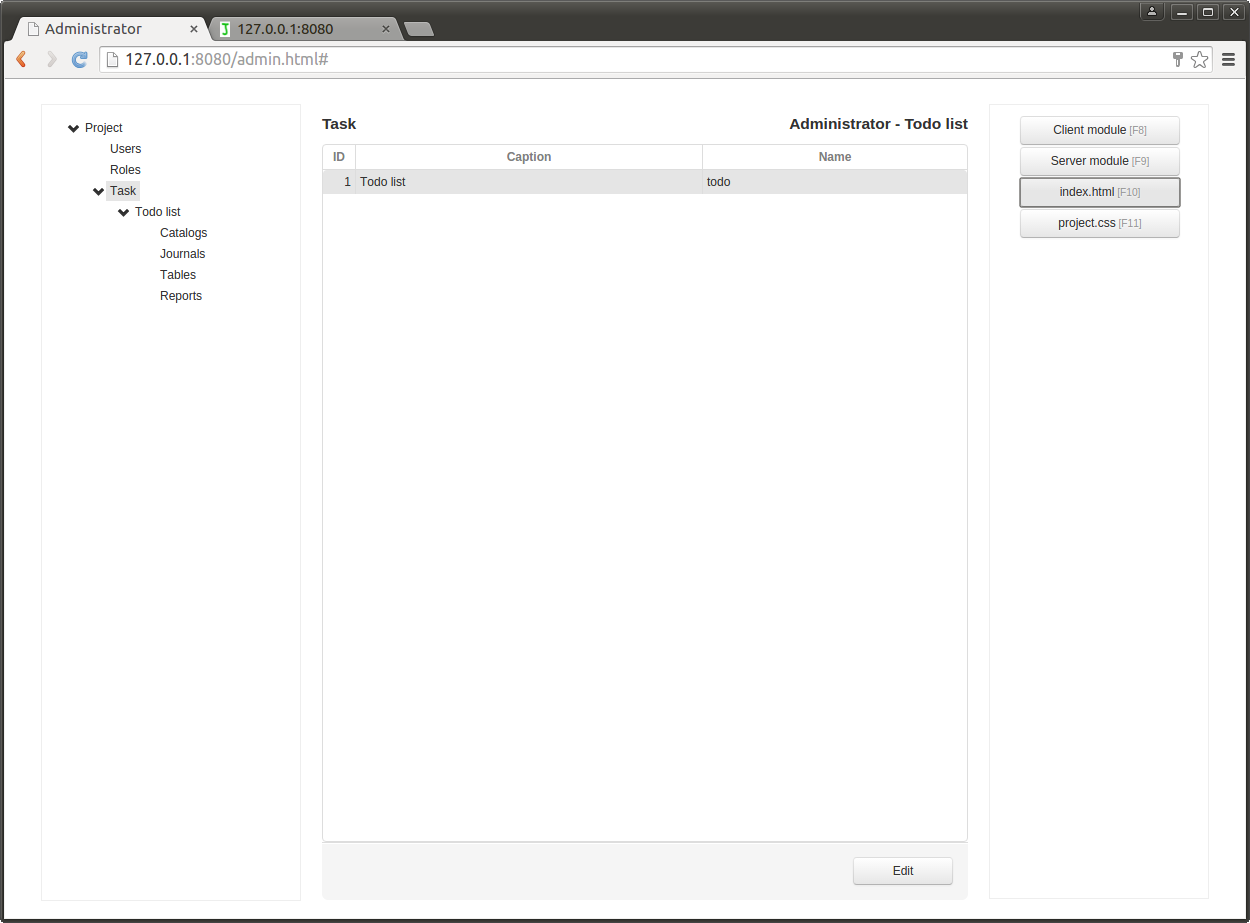 Administrator
127.0.0.1:8080
127.0.0.1:8080/admin.html#
Project
Users
Roles
Task
Todo list
Catalogs
Journals
Tables
Reports
Task
Administrator - Todo list
ID Caption Name
1 Todo list todo
Edit
Client module [F8]
Server module [F9]
index.html [F10]
project.css [F11]